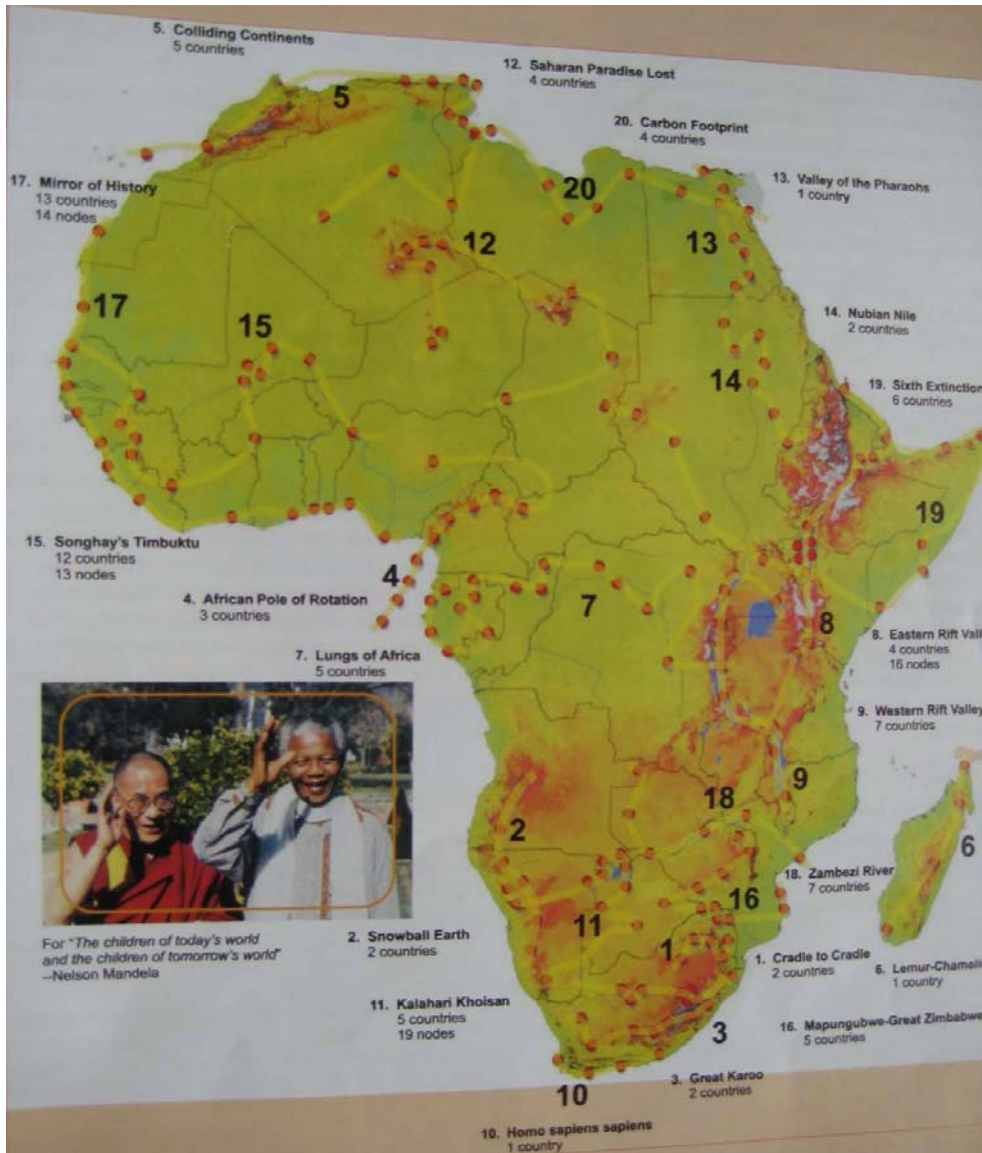 5. Colliding Continents
5 countries
12. Saharan Paradise Lost
4 countries
20. Carbon Footprint
4 countries
13. Valley of the Pharaohs
1 country
17. Mirror of History
13 countries
14 nodes
14. Nubian Nile
2 countries
19. Sixth Extinction
6 countries
15. Songhay's Timbuktu
12 countries
13 nodes
4. African Pole of Rotation
3 countries
7. Lungs of Africa
5 countries
8. Eastern Rift Vall
4 countries
16 nodes
9. Western Rift Valley
7 countries
18. Zambezi River
7 countries
For "The children of today's world
and the children of tomorrow's world"
--Nelson Mandela
2. Snowball Earth
2 countries
1. Cradle to Cradle
2 countries
6. Lemur-Chameli
1 country
11. Kalahari Khoisan
5 countries
19 nodes
16. Mapungubwe-Great Zimbabwe
5 countries
3. Great Karoo
2 countries
10. Homo sapiens sapiens
1 country
5
20
12
13
17
15
14
19
4
7
8
9
18
2
6
16
11
1
3
10